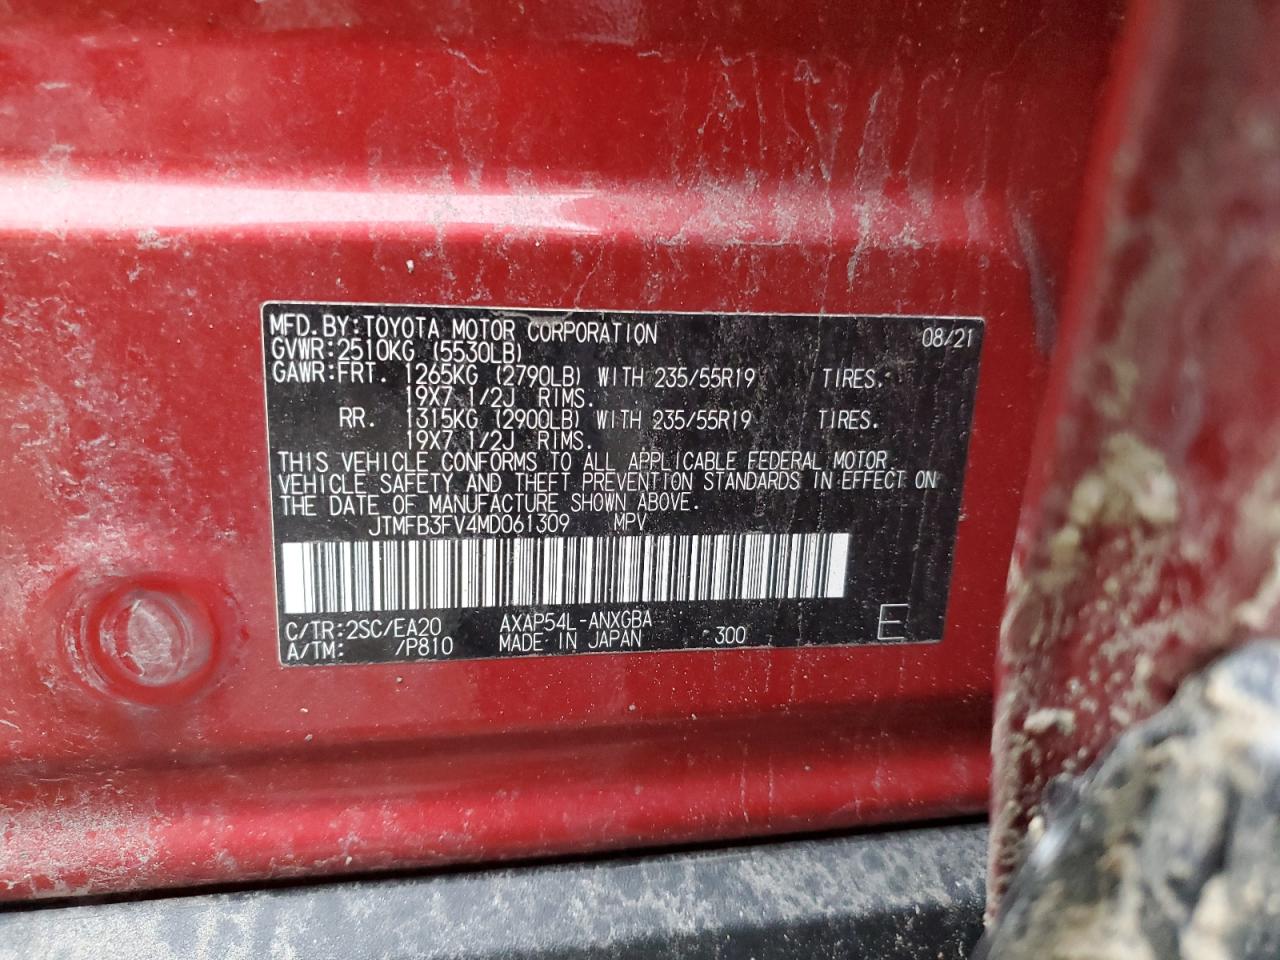 MFD.BY:TOYOTA MOTOR CORPORATION 08/21
GVWR:2510KG (5530LB)
GAWR:FRT. 1265KG (2790LB) WITH 235/55R19 TIRES.
19X7 1/2J RIMS.
RR. 1315KG (2900LB) WITH 235/55R19 TIRES.
19X7 1/2J RIMS.
THIS VEHICLE CONFORMS TO ALL APPLICABLE FEDERAL MOTOR
VEHICLE SAFETY AND THEFT PREVENTION STANDARDS IN EFFECT ON
THE DATE OF MANUFACTURE SHOWN ABOVE.
JTMFB3FV4MD061309 MPV
C/TR:2SC/EA20 AXAP54L-ANXGBA
A/TM: /P810 MADE IN JAPAN 300 E